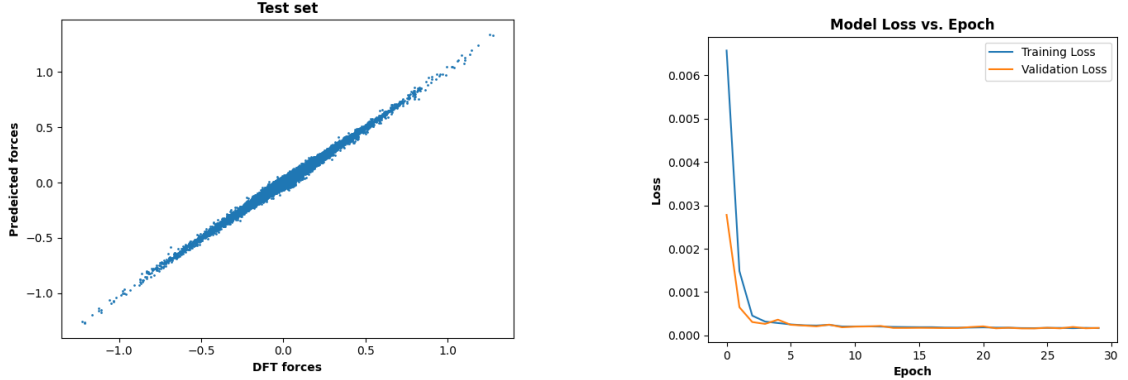 Test set
Predeicted forces
1.0
0.5
0.0
−0.5
−1.0
−1.0 −0.5 0.0 0.5 1.0
DFT forces
Model Loss vs. Epoch
Training Loss
Validation Loss
Loss
0.006
0.005
0.004
0.003
0.002
0.001
0.000
0 5 10 15 20 25 30
Epoch